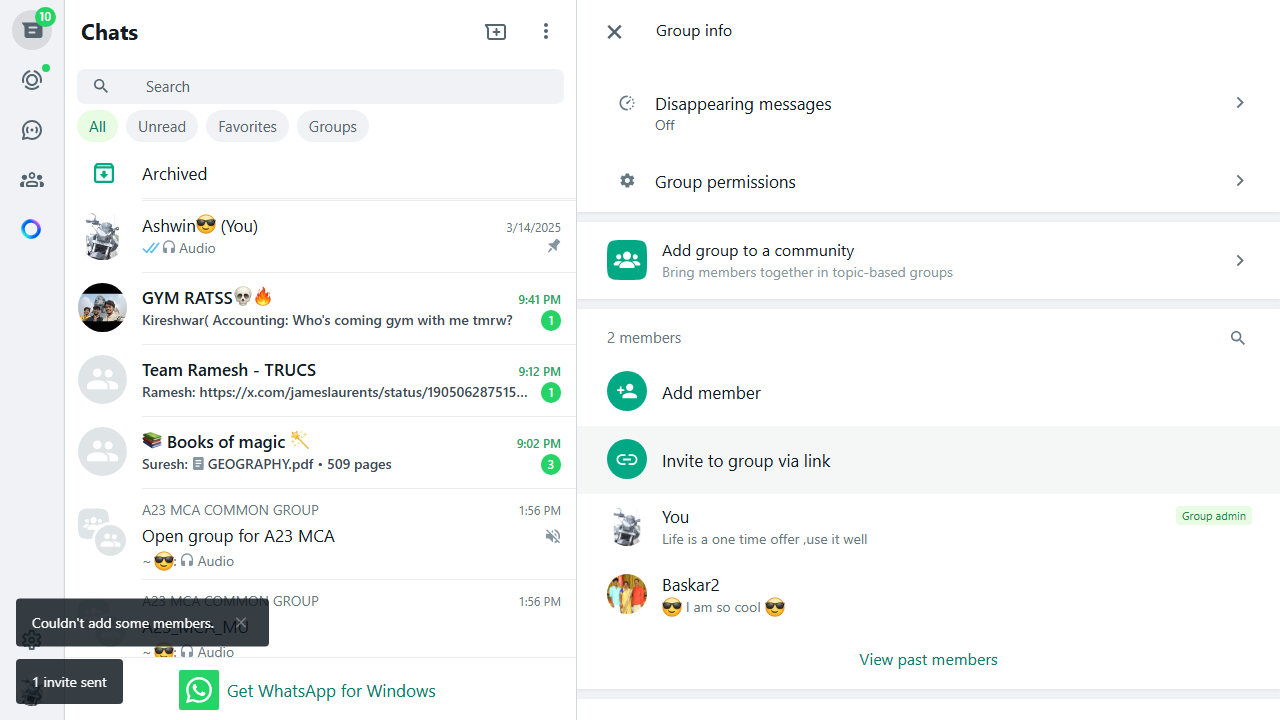 10
Chats
Search
All
Unread
Favorites
Groups
Archived
Ashwin😎 (You)
3/14/2025
Audio
GYM RATSS💀🔥
9:41 PM
Kireshwar( Accounting: Who's coming gym with me tmrw?
1
Team Ramesh - TRUCS
9:12 PM
Ramesh: https://x.com/jameslaurents/status/190506287515...
1
📚 Books of magic 🪄
9:02 PM
Suresh: GEOGRAPHY.pdf • 509 pages
3
A23 MCA COMMON GROUP
1:56 PM
Open group for A23 MCA
~ 😎: Audio
A23 MCA COMMON GROUP
1:56 PM
A23_MCA_MU
~ 😎: Audio
Couldn't add some members.
1 invite sent
Get WhatsApp for Windows
Group info
Disappearing messages
Off
Group permissions
Add group to a community
Bring members together in topic-based groups
2 members
Add member
Invite to group via link
You
Group admin
Life is a one time offer ,use it well
Baskar2
😎 I am so cool 😎
View past members